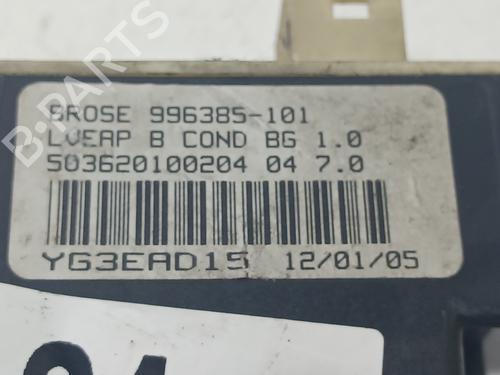 BROSE 996385-101
LVEAP B COND BG 1.0
503620100204 04 7.0
YG3EAD15 12/01/05
B-PARTS